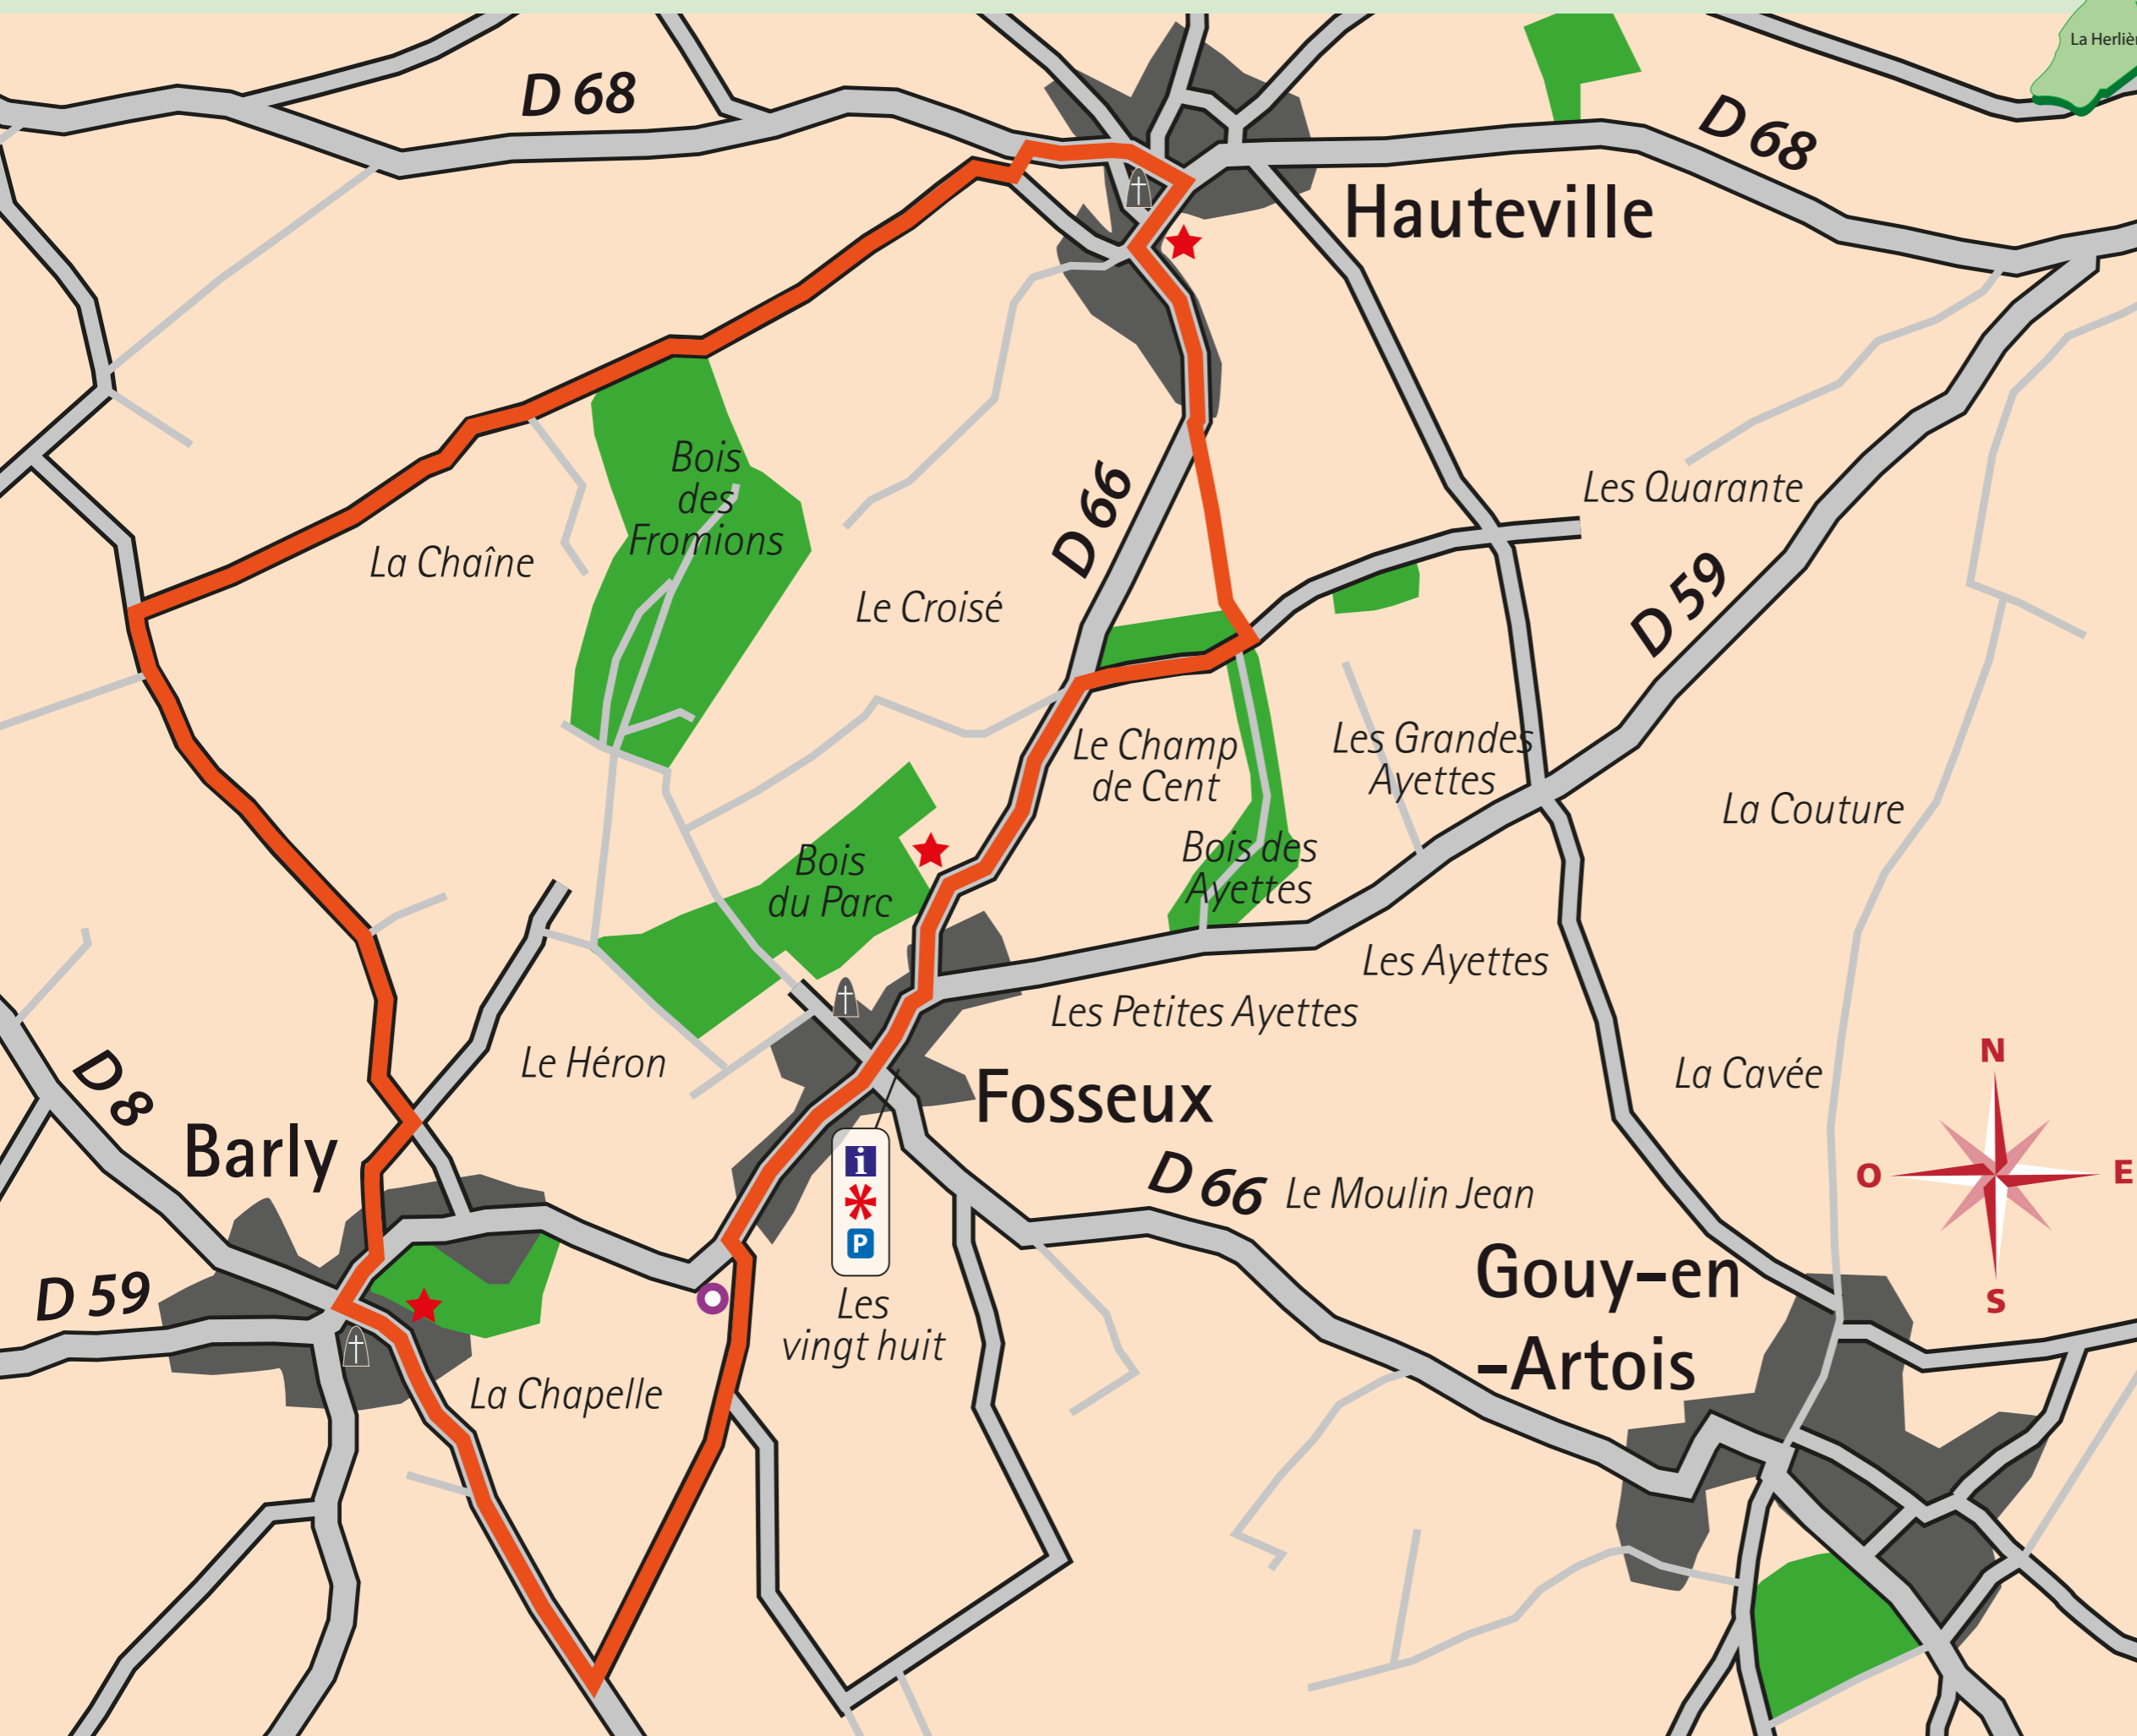 La Herliè
D 68
D 68
Hauteville
Bois
des
Fromions
D 66
Les Quarante
La Chaîne
Le Croisé
D 59
Le Champ
de Cent
Les Grandes
Ayettes
La Couture
Bois
du Parc
Bois des
Ayettes
Les Ayettes
Les Petites Ayettes
Le Héron
D 8
Barly
Fosseux
La Cavée
N
O
E
S
i
P
D 66
Le Moulin Jean
D 59
Les
vingt huit
Gouy-en
-Artois
La Chapelle